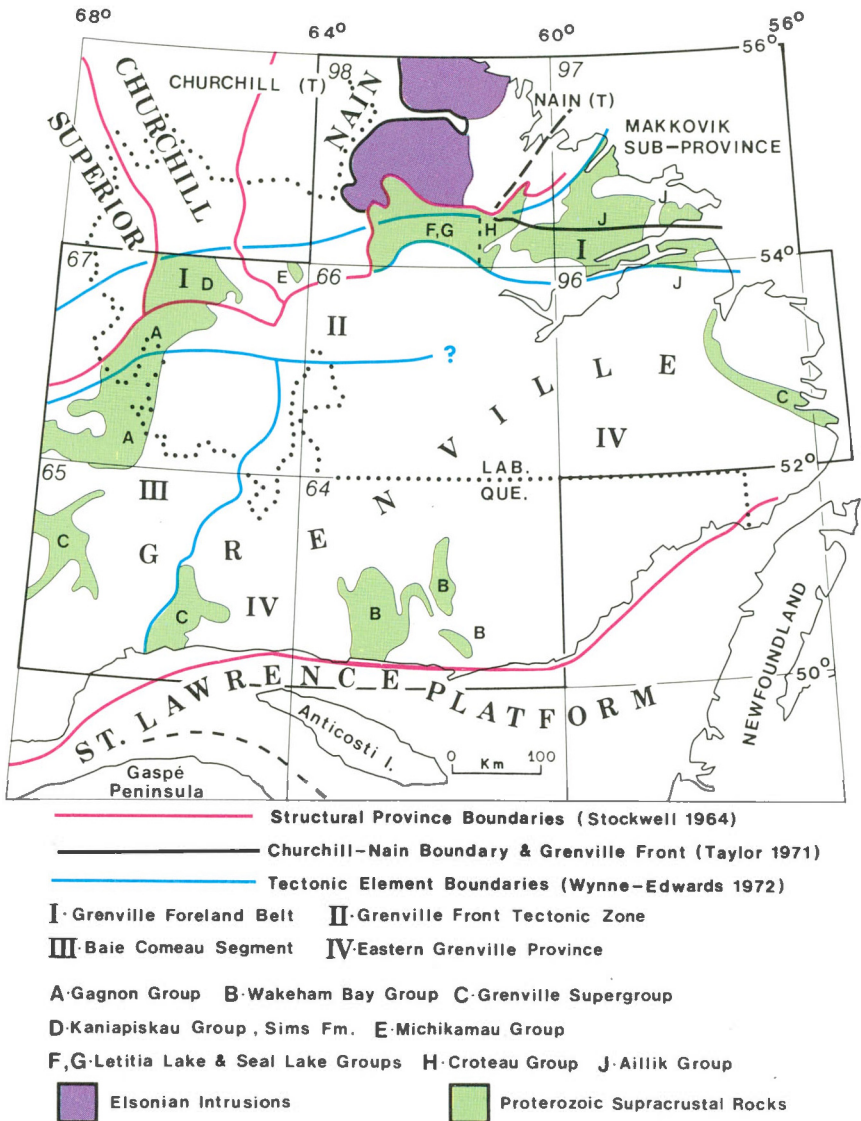 68° 64° 60° 56°
56°
98 97
CHURCHILL (T)
NAIN (T)
CHURCHILL
NAIN
SUPERIOR
MAKKOVIK
SUB-PROVINCE
J
J
F,G H
I
67 54°
I D E 66 96 J
II
A
?
C
A
GRENVILLE
IV
65 52°
LAB.
III 64 QUE.
C
C IV B B
B
50°
NEWFOUNDLAND
ST. LAWRENCE PLATFORM
Anticosti I.
0 Km 100
Gaspé
Peninsula
Structural Province Boundaries (Stockwell 1964)
Churchill-Nain Boundary & Grenville Front (Taylor 1971)
Tectonic Element Boundaries (Wynne-Edwards 1972)
I·Grenville Foreland Belt II·Grenville Front Tectonic Zone
III·Baie Comeau Segment IV·Eastern Grenville Province
A·Gagnon Group B·Wakeham Bay Group C·Grenville Supergroup
D·Kaniapiskau Group, Sims Fm. E·Michikamau Group
F,G·Letitia Lake & Seal Lake Groups H·Croteau Group J·Aillik Group
Elsonian Intrusions Proterozoic Supracrustal Rocks